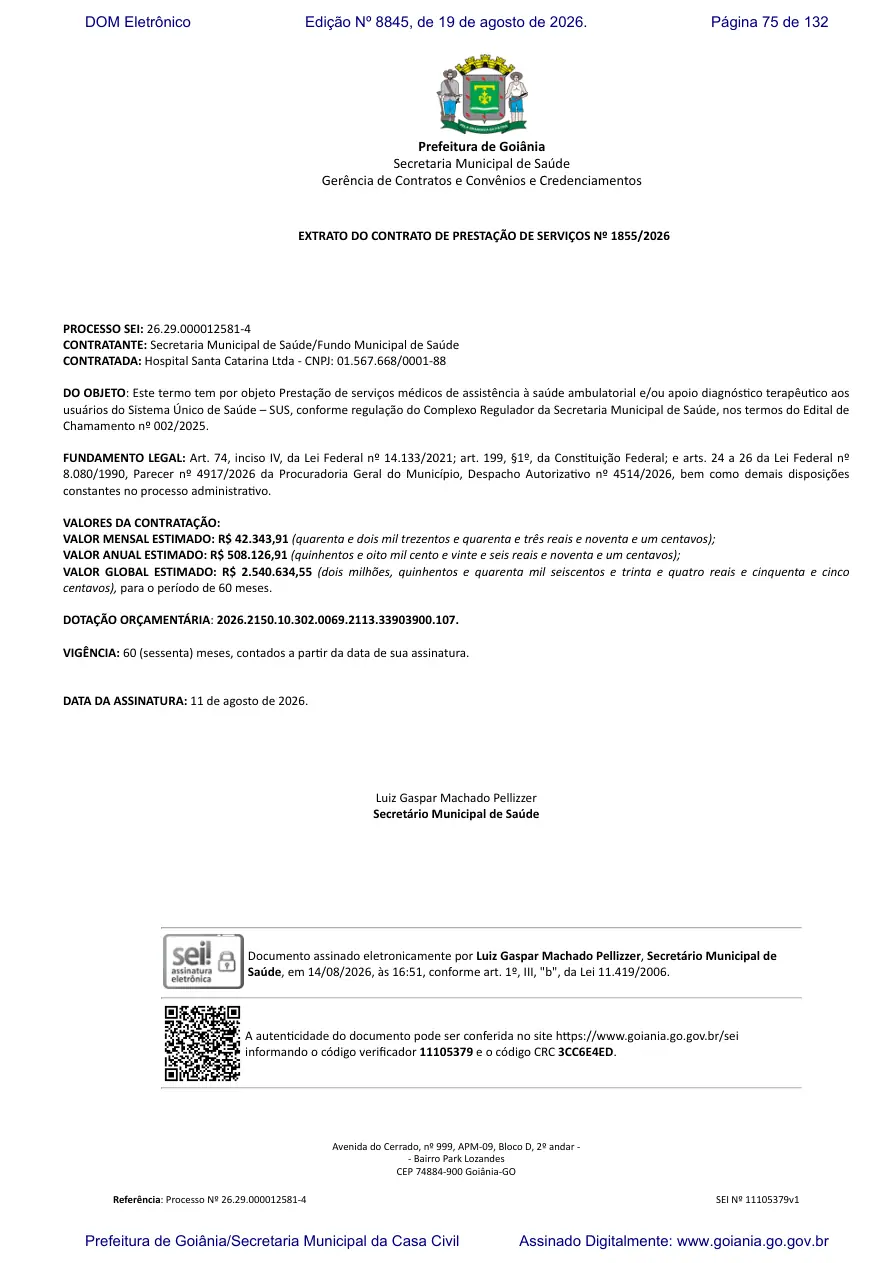 DOM Eletrônico Edição Nº 8845, de 19 de agosto de 2026. Página 75 de 132
Prefeitura de Goiânia
Secretaria Municipal de Saúde
Gerência de Contratos e Convênios e Credenciamentos
EXTRATO DO CONTRATO DE PRESTAÇÃO DE SERVIÇOS Nº 1855/2026
PROCESSO SEI: 26.29.000012581-4
CONTRATANTE: Secretaria Municipal de Saúde/Fundo Municipal de Saúde
CONTRATADA: Hospital Santa Catarina Ltda - CNPJ: 01.567.668/0001-88
DO OBJETO: Este termo tem por objeto Prestação de serviços médicos de assistência à saúde ambulatorial e/ou apoio diagnóstico terapêutico aos
usuários do Sistema Único de Saúde – SUS, conforme regulação do Complexo Regulador da Secretaria Municipal de Saúde, nos termos do Edital de
Chamamento nº 002/2025.
FUNDAMENTO LEGAL: Art. 74, inciso IV, da Lei Federal nº 14.133/2021; art. 199, §1º, da Constituição Federal; e arts. 24 a 26 da Lei Federal nº
8.080/1990, Parecer nº 4917/2026 da Procuradoria Geral do Município, Despacho Autorizativo nº 4514/2026, bem como demais disposições
constantes no processo administrativo.
VALORES DA CONTRATAÇÃO:
VALOR MENSAL ESTIMADO: R$ 42.343,91 (quarenta e dois mil trezentos e quarenta e três reais e noventa e um centavos);
VALOR ANUAL ESTIMADO: R$ 508.126,91 (quinhentos e oito mil cento e vinte e seis reais e noventa e um centavos);
VALOR GLOBAL ESTIMADO: R$ 2.540.634,55 (dois milhões, quinhentos e quarenta mil seiscentos e trinta e quatro reais e cinquenta e cinco
centavos), para o período de 60 meses.
DOTAÇÃO ORÇAMENTÁRIA: 2026.2150.10.302.0069.2113.33903900.107.
VIGÊNCIA: 60 (sessenta) meses, contados a partir da data de sua assinatura.
DATA DA ASSINATURA: 11 de agosto de 2026.
Luiz Gaspar Machado Pellizzer
Secretário Municipal de Saúde
sei!
assinatura
eletrônica
Documento assinado eletronicamente por Luiz Gaspar Machado Pellizzer, Secretário Municipal de
Saúde, em 14/08/2026, às 16:51, conforme art. 1º, III, "b", da Lei 11.419/2006.
A autenticidade do documento pode ser conferida no site https://www.goiania.go.gov.br/sei
informando o código verificador 11105379 e o código CRC 3CC6E4ED.
Avenida do Cerrado, nº 999, APM-09, Bloco D, 2º andar -
- Bairro Park Lozandes
CEP 74884-900 Goiânia-GO
Referência: Processo Nº 26.29.000012581-4 SEI Nº 11105379v1
Prefeitura de Goiânia/Secretaria Municipal da Casa Civil Assinado Digitalmente: www.goiania.go.gov.br